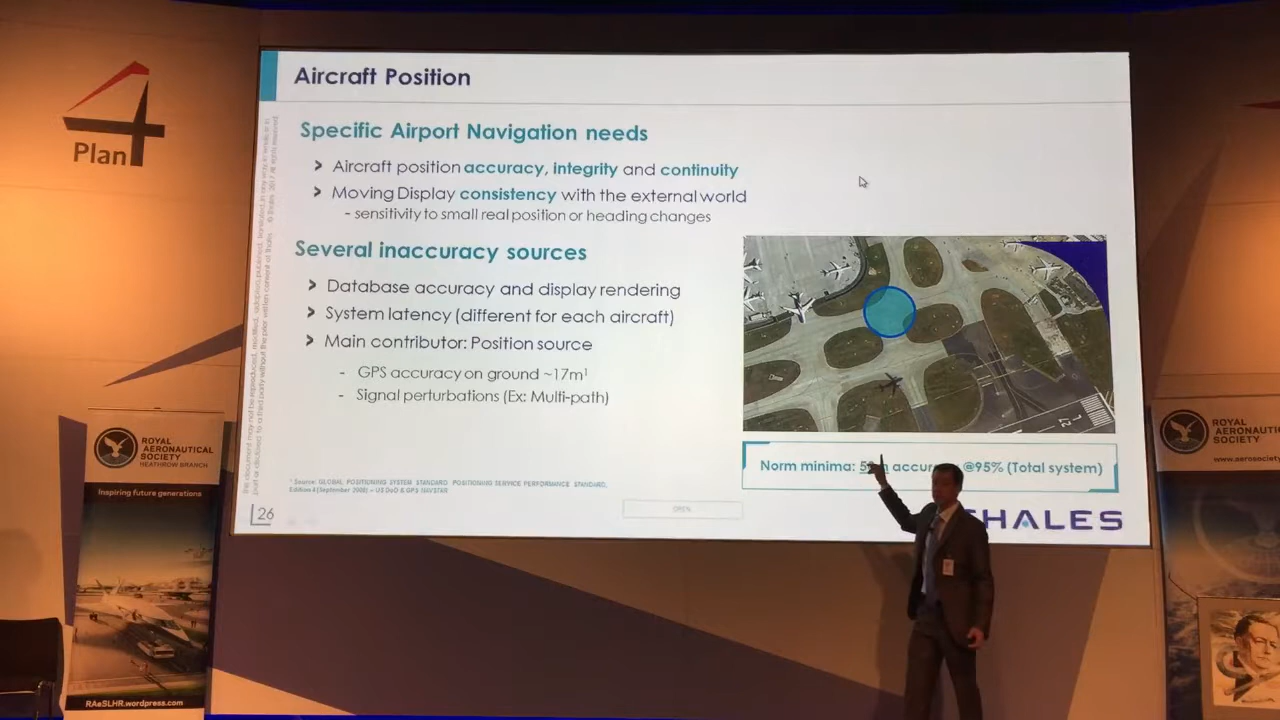 Aircraft Position
Specific Airport Navigation needs
Aircraft position accuracy, integrity and continuity
Moving Display consistency with the external world
- sensitivity to small real position or heading changes
Several inaccuracy sources
Database accuracy and display rendering
System latency (different for each aircraft)
Main contributor: Position source
- GPS accuracy on ground ~17m¹
- Signal perturbations (Ex: Multi-path)
Norm minima: accur @95% (Total system)
¹ Source: GLOBAL POSITIONING SYSTEM STANDARD POSITIONING SERVICE PERFORMANCE STANDARD,
Edition 4 (September 2008) – US DoD & GPS NAVSTAR
26
OPEN
THALES
4
Plan
ROYAL
AERONAUTICAL
SOCIETY
HEATHROW BRANCH
Inspiring future generations
RAeSLHR.wordpress.com
ROYAL
AERONAUTIC
SOCIETY
www.aerosociety